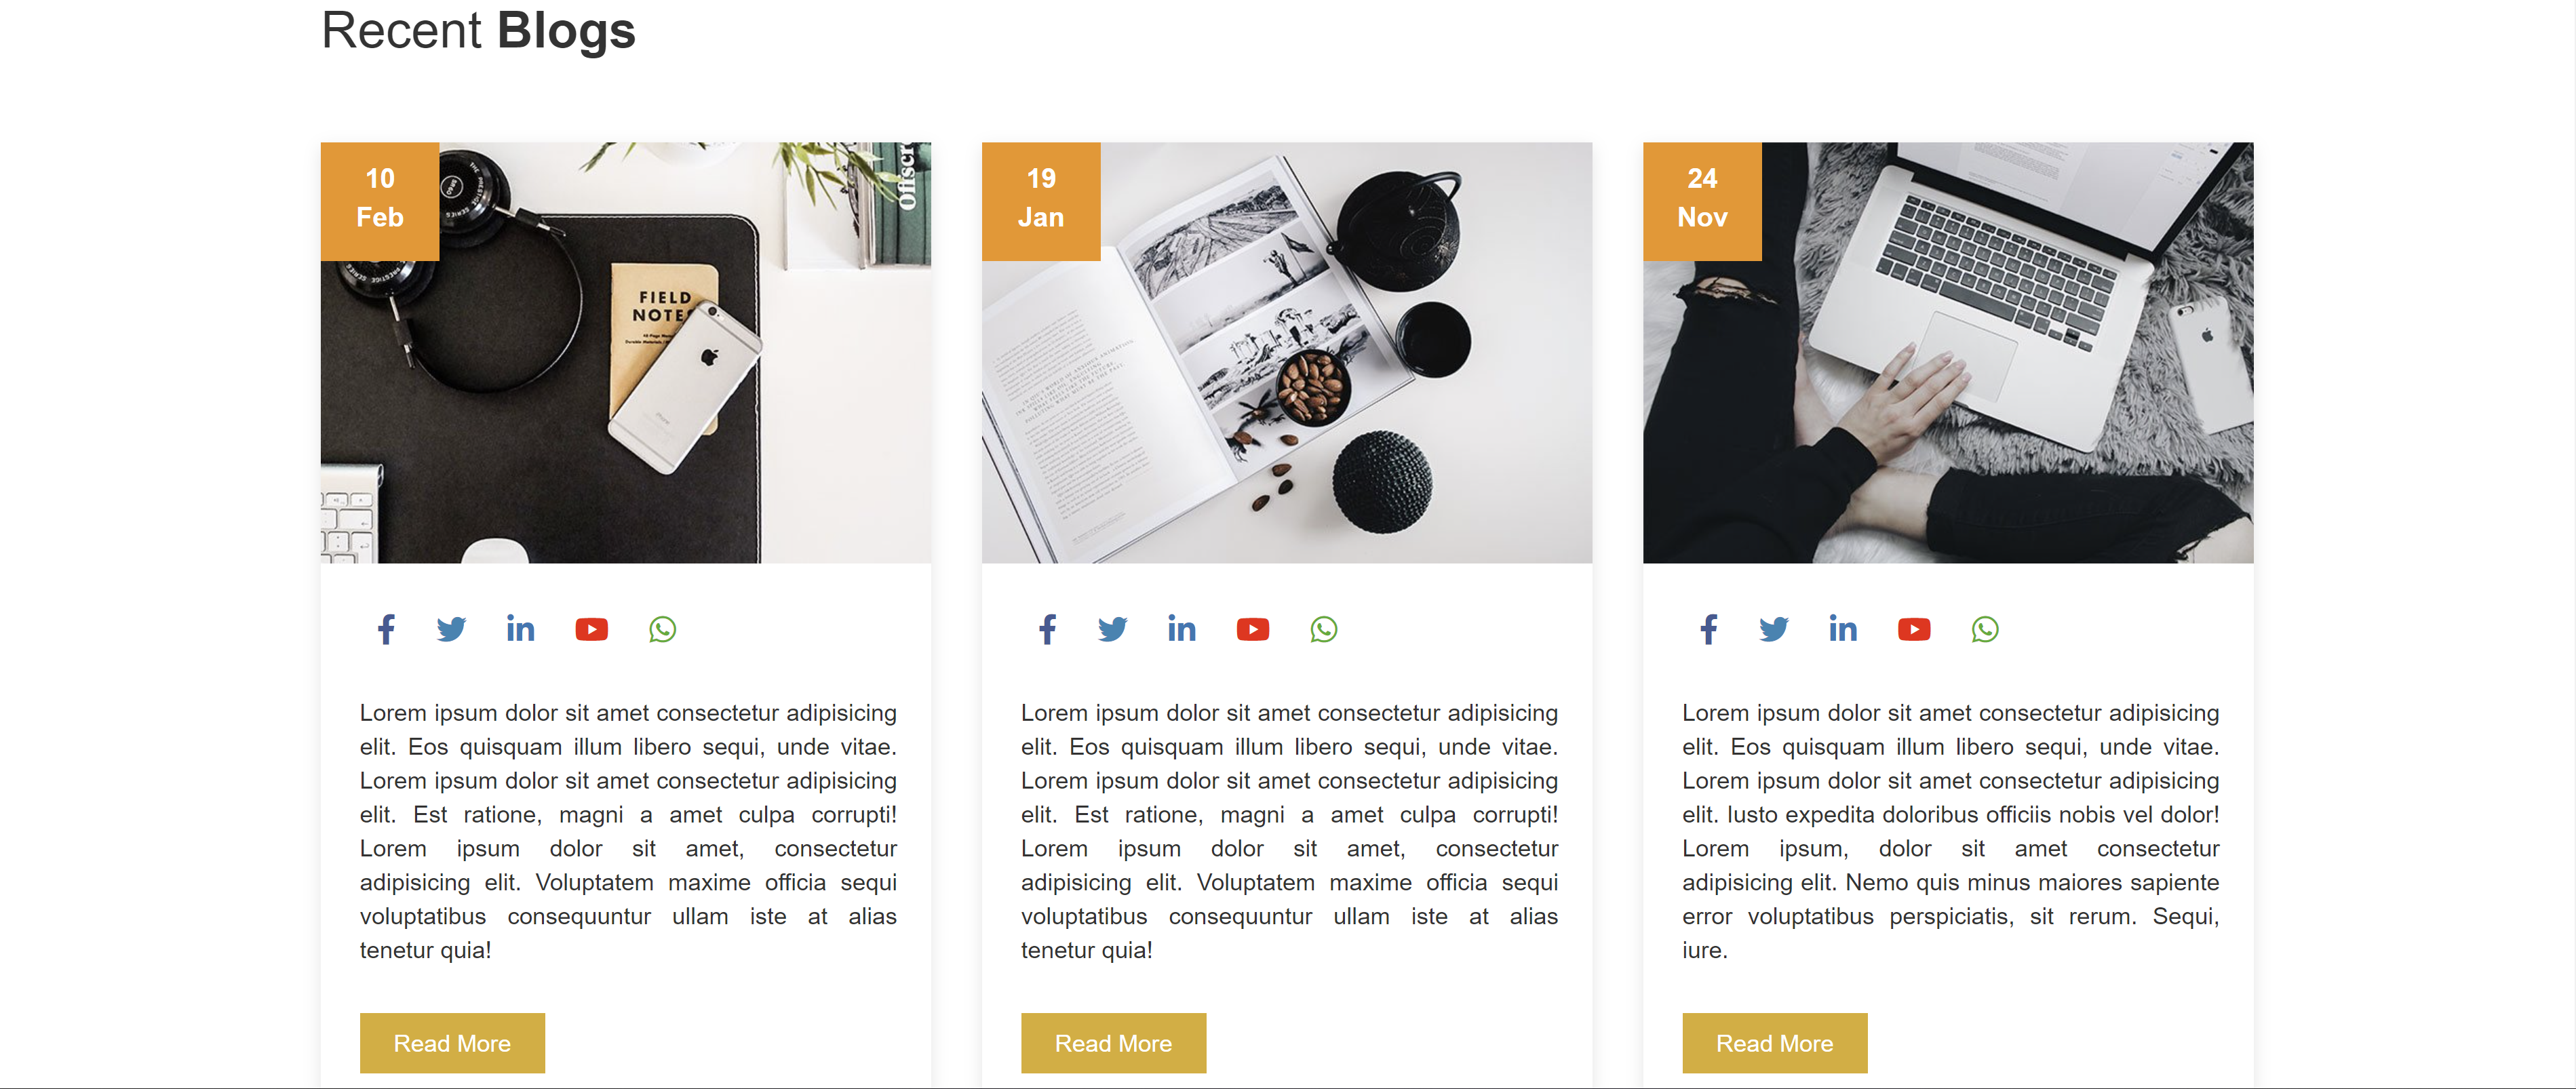 Recent Blogs
10
Feb
THE PRESTIGE SERIES
Offscr
FIELD
NOTES
iPhone
Lorem ipsum dolor sit amet consectetur adipisicing
elit. Eos quisquam illum libero sequi, unde vitae.
Lorem ipsum dolor sit amet consectetur adipisicing
elit. Est ratione, magni a amet culpa corrupti!
Lorem ipsum dolor sit amet, consectetur
adipisicing elit. Voluptatem maxime officia sequi
voluptatibus consequuntur ullam iste at alias
tenetur quia!
Read More
19
Jan
Lorem ipsum dolor sit amet consectetur adipisicing
elit. Eos quisquam illum libero sequi, unde vitae.
Lorem ipsum dolor sit amet consectetur adipisicing
elit. Est ratione, magni a amet culpa corrupti!
Lorem ipsum dolor sit amet, consectetur
adipisicing elit. Voluptatem maxime officia sequi
voluptatibus consequuntur ullam iste at alias
tenetur quia!
Read More
24
Nov
Lorem ipsum dolor sit amet consectetur adipisicing
elit. Eos quisquam illum libero sequi, unde vitae.
Lorem ipsum dolor sit amet consectetur adipisicing
elit. Iusto expedita doloribus officiis nobis vel dolor!
Lorem ipsum, dolor sit amet consectetur
adipisicing elit. Nemo quis minus maiores sapiente
error voluptatibus perspiciatis, sit rerum. Sequi,
iure.
Read More